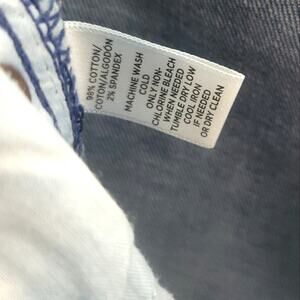 98% COTTON/
COTON/ALGODÓN
2% SPANDEX
MACHINE WASH
COLD
ONLY NON-
CHLORINE BLEACH
WHEN NEEDED
TUMBLE DRY LOW
COOL IRON
IF NEEDED
OR DRY CLEAN